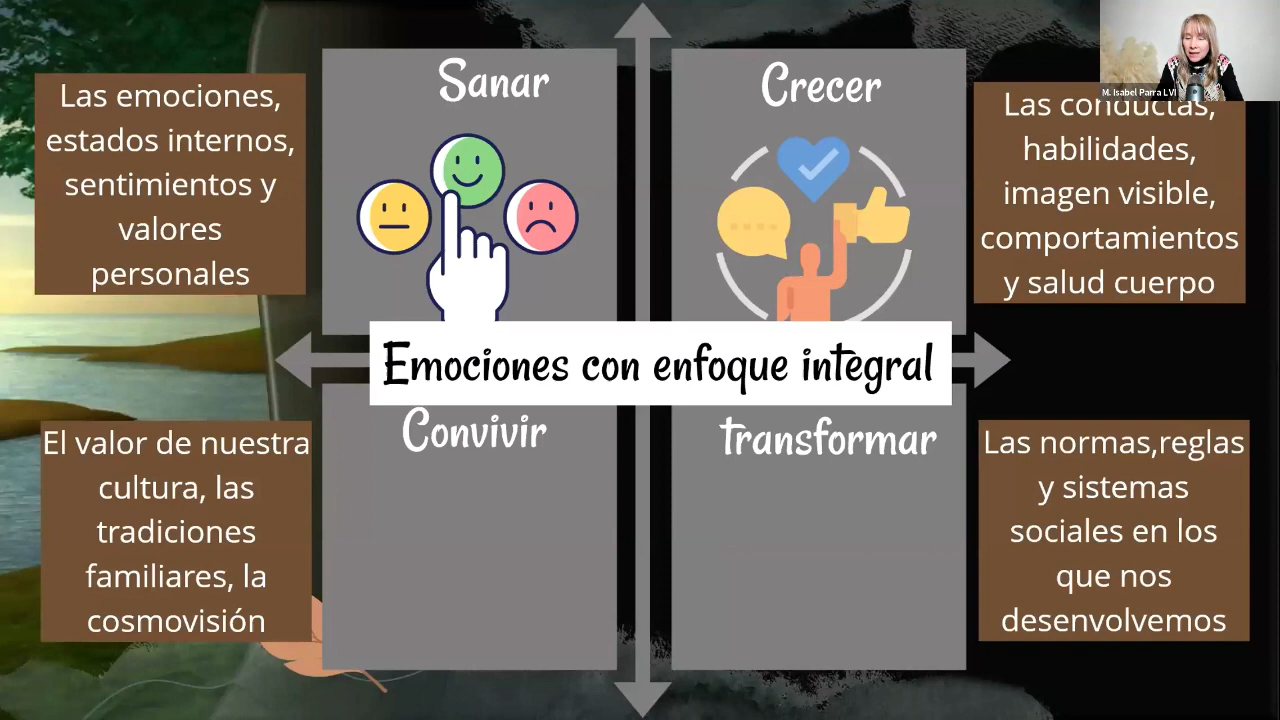 Sanar
Crecer
M. Isabel Parra LVI
Las emociones,
estados internos,
sentimientos y
valores
personales
Las conductas,
habilidades,
imagen visible,
comportamientos
y salud cuerpo
Emociones con enfoque integral
Convivir
Transformar
El valor de nuestra
cultura, las
tradiciones
familiares, la
cosmovisión
Las normas,reglas
y sistemas
sociales en los
que nos
desenvolvemos